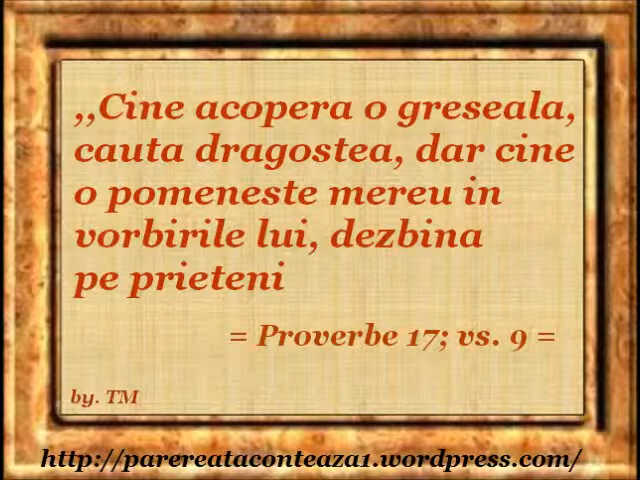 ,,Cine acopera o greseala,
cauta dragostea, dar cine
o pomeneste mereu in
vorbirile lui, dezbina
pe prieteni
= Proverbe 17; vs. 9 =
by. TM
http://parereataconteaza1.wordpress.com/